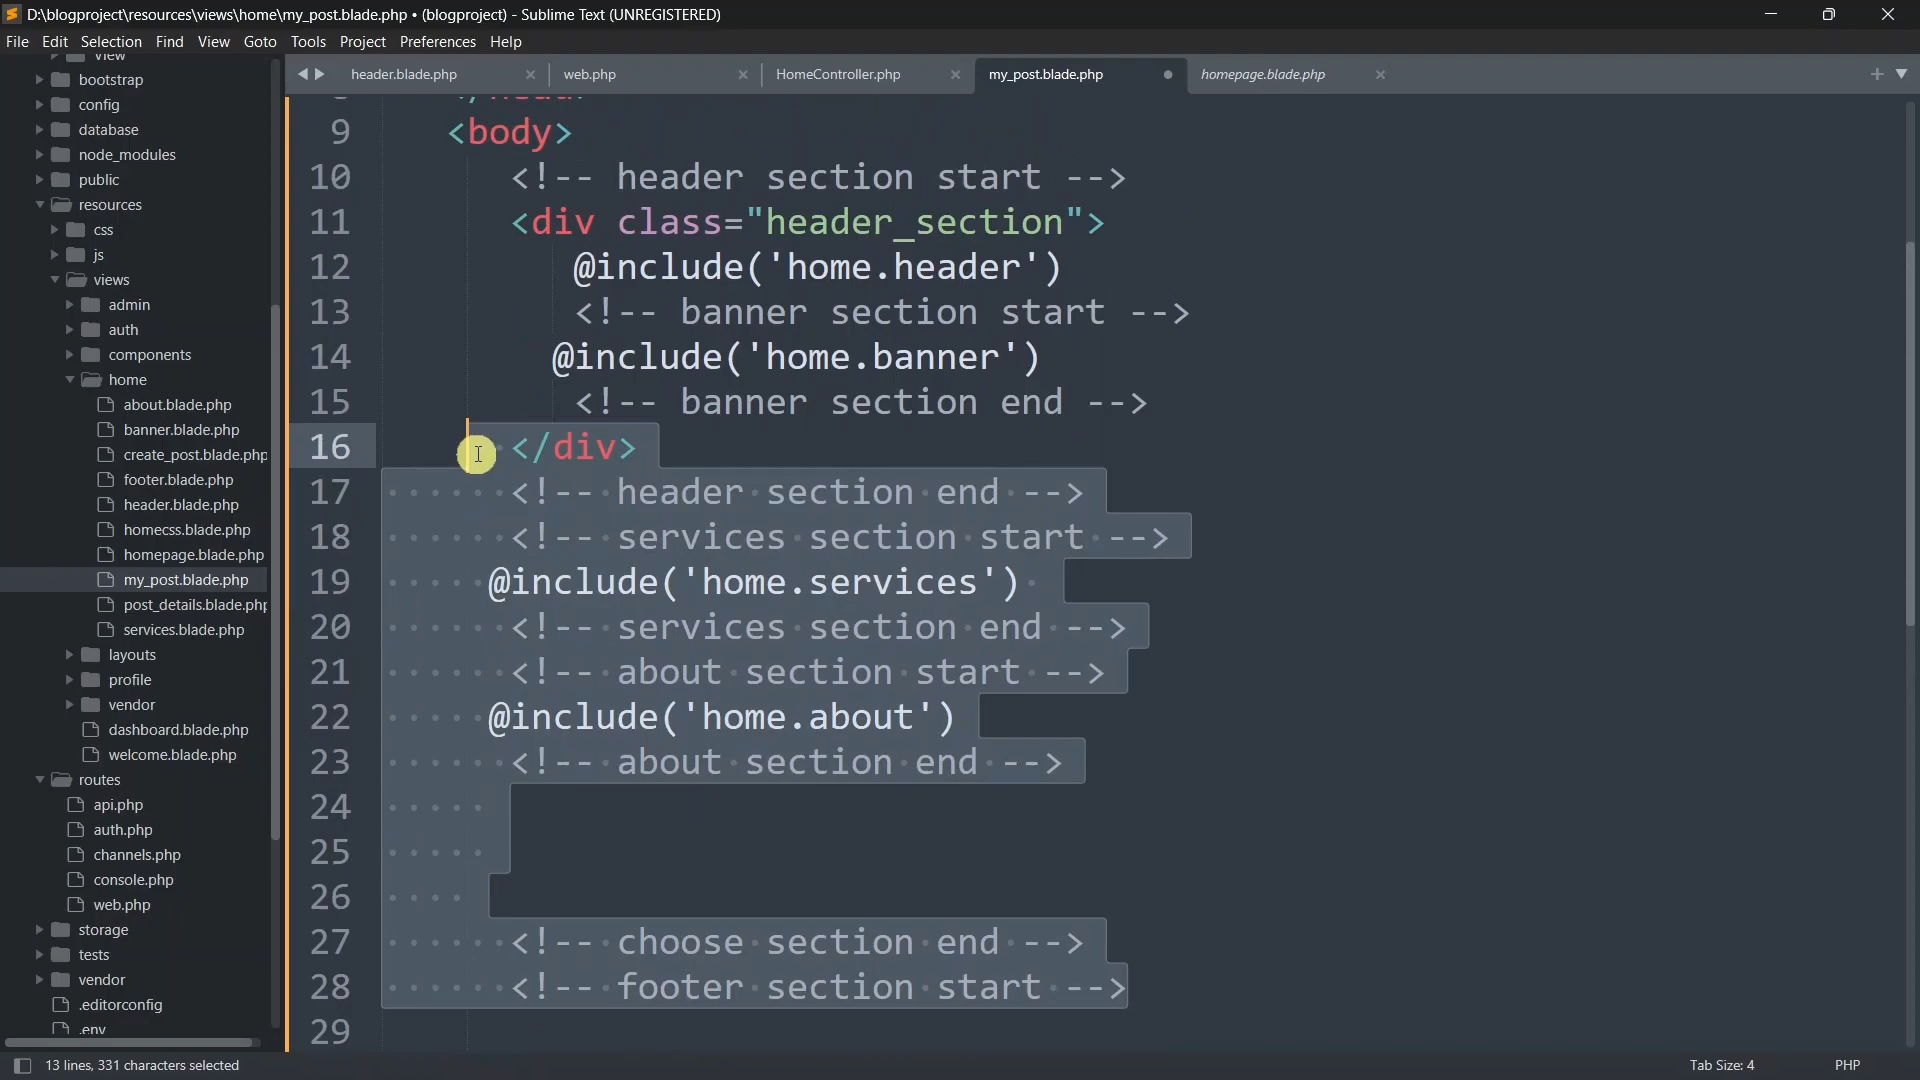 D:\blogproject\resources\views\home\my_post.blade.php • (blogproject) - Sublime Text (UNREGISTERED)
File Edit Selection Find View Goto Tools Project Preferences Help
header.blade.php × web.php × HomeController.php × my_post.blade.php homepage.blade.php ×
View
bootstrap
config
database
node_modules
public
resources
css
js
views
admin
auth
components
home
about.blade.php
banner.blade.php
create_post.blade.php
footer.blade.php
header.blade.php
homecss.blade.php
homepage.blade.php
my_post.blade.php
post_details.blade.php
services.blade.php
layouts
profile
vendor
dashboard.blade.php
welcome.blade.php
routes
api.php
auth.php
channels.php
console.php
web.php
storage
tests
vendor
.editorconfig
.env
9 <body>
10 <!-- header section start -->
11 <div class="header_section">
12 @include('home.header')
13 <!-- banner section start -->
14 @include('home.banner')
15 <!-- banner section end -->
16 </div>
17 <!-- header section end -->
18 <!-- services section start -->
19 @include('home.services')
20 <!-- services section end -->
21 <!-- about section start -->
22 @include('home.about')
23 <!-- about section end -->
24
25
26
27 <!-- choose section end -->
28 <!-- footer section start -->
29
13 lines, 331 characters selected Tab Size: 4 PHP